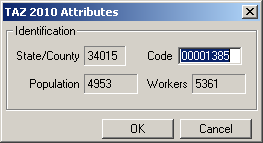 TAZ 2010 Attributes
Identification
State/County 34015 Code 00001385
Population 4953 Workers 5361
OK Cancel